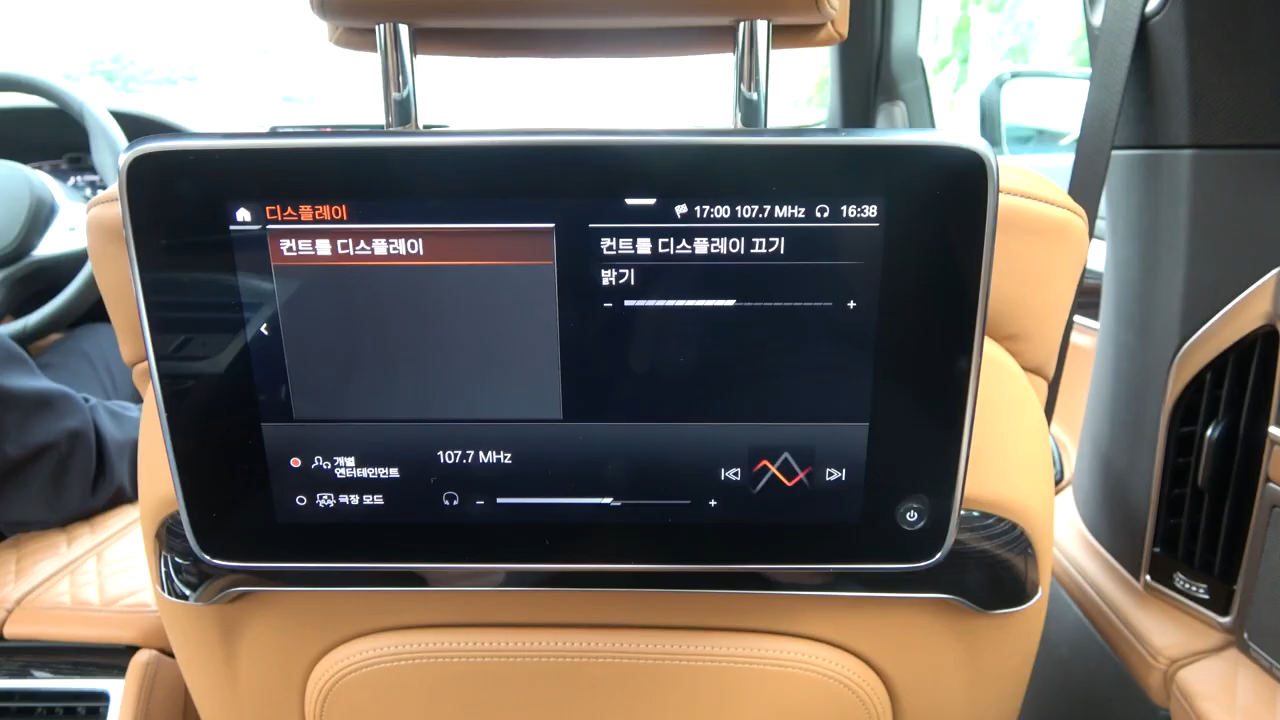 디스플레이
17:00 107.7 MHz 16:38
컨트롤 디스플레이
컨트롤 디스플레이 끄기
밝기
− +
개별
엔터테인먼트
107.7 MHz
극장 모드
− +